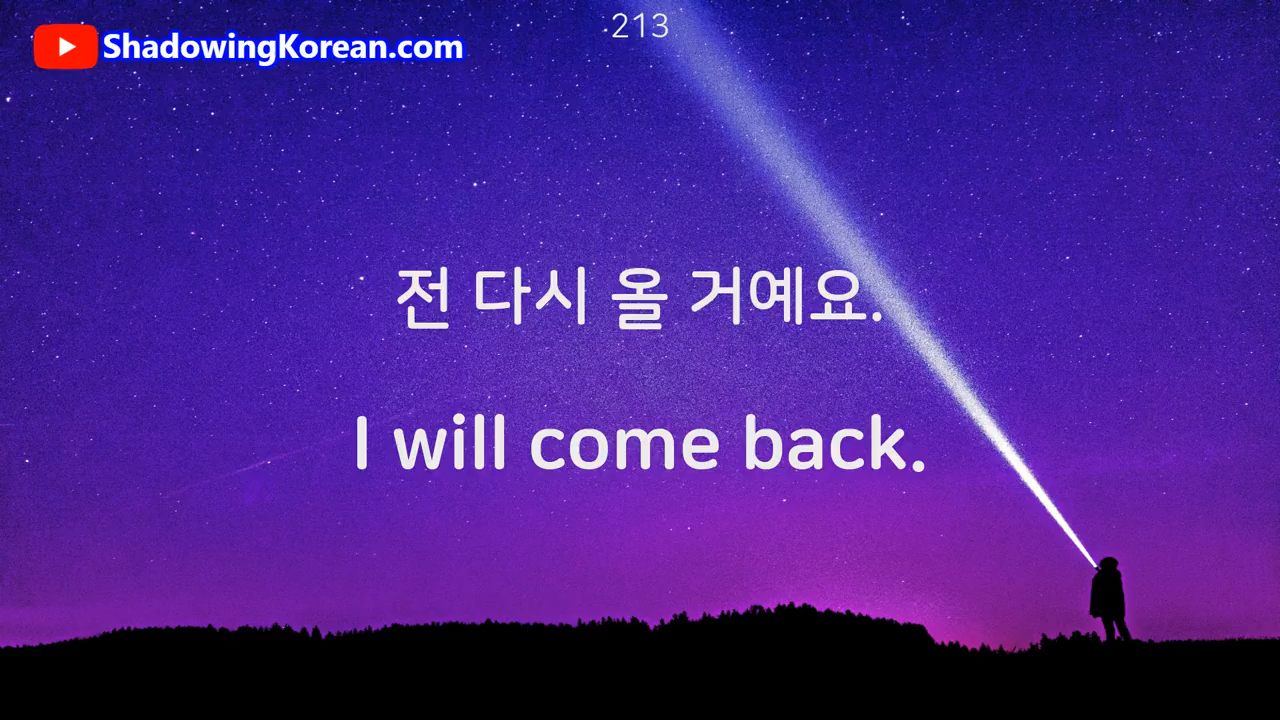 213
ShadowingKorean.com
전 다시 올 거예요.
I will come back.